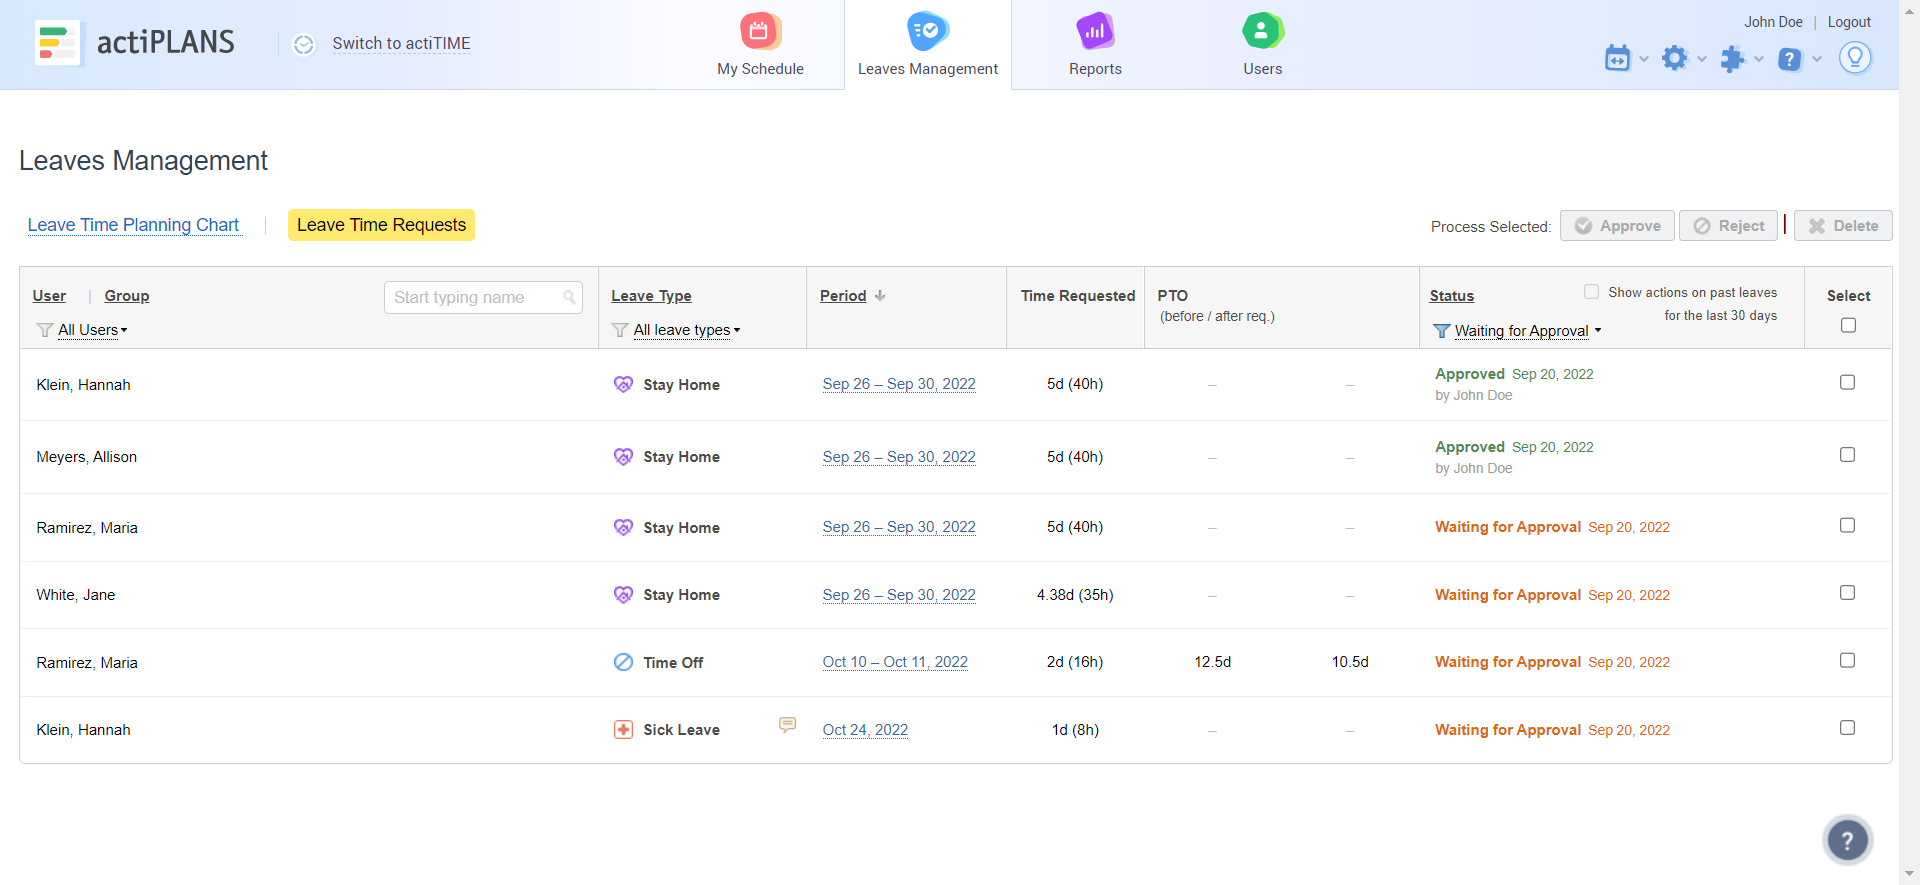 actiPLANS
Switch to actiTIME
My Schedule
Leaves Management
Reports
Users
John Doe | Logout
Leaves Management
Leave Time Planning Chart
Leave Time Requests
Process Selected: Approve Reject Delete
User | Group
Start typing name
All Users
Leave Type
All leave types
Period
Time Requested
PTO
(before / after req.)
Status
Show actions on past leaves
for the last 30 days
Waiting for Approval
Select
Klein, Hannah Stay Home Sep 26 – Sep 30, 2022 5d (40h) – – Approved Sep 20, 2022
by John Doe
Meyers, Allison Stay Home Sep 26 – Sep 30, 2022 5d (40h) – – Approved Sep 20, 2022
by John Doe
Ramirez, Maria Stay Home Sep 26 – Sep 30, 2022 5d (40h) – – Waiting for Approval Sep 20, 2022
White, Jane Stay Home Sep 26 – Sep 30, 2022 4.38d (35h) – – Waiting for Approval Sep 20, 2022
Ramirez, Maria Time Off Oct 10 – Oct 11, 2022 2d (16h) 12.5d 10.5d Waiting for Approval Sep 20, 2022
Klein, Hannah Sick Leave Oct 24, 2022 1d (8h) – – Waiting for Approval Sep 20, 2022
?